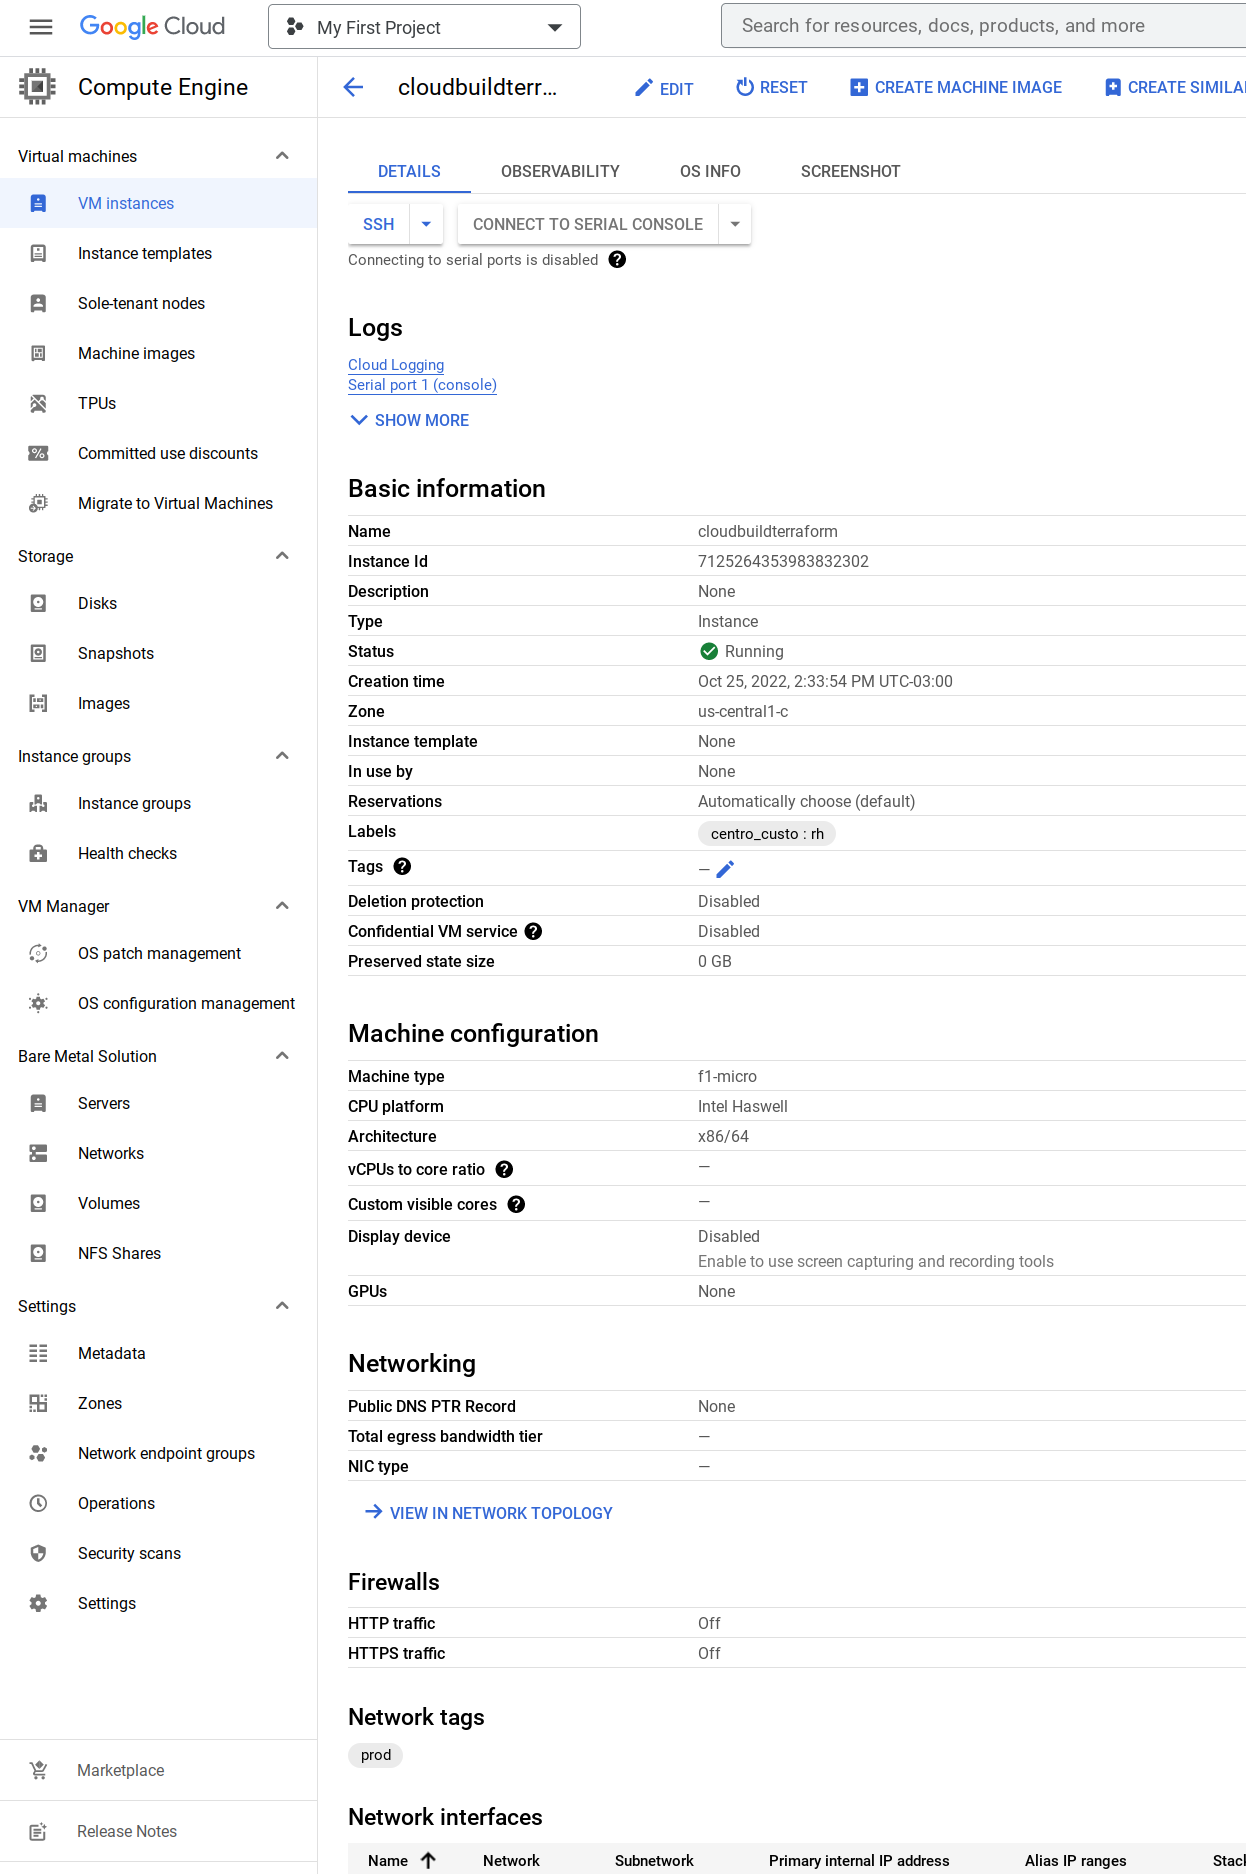 Google Cloud
My First Project
Search for resources, docs, products, and more
Compute Engine
cloudbuildterr...
EDIT
RESET
CREATE MACHINE IMAGE
CREATE SIMILA
Virtual machines
VM instances
Instance templates
Sole-tenant nodes
Machine images
TPUs
Committed use discounts
Migrate to Virtual Machines
Storage
Disks
Snapshots
Images
Instance groups
Instance groups
Health checks
VM Manager
OS patch management
OS configuration management
Bare Metal Solution
Servers
Networks
Volumes
NFS Shares
Settings
Metadata
Zones
Network endpoint groups
Operations
Security scans
Settings
Marketplace
Release Notes
DETAILS OBSERVABILITY OS INFO SCREENSHOT
SSH CONNECT TO SERIAL CONSOLE
Connecting to serial ports is disabled
Logs
Cloud Logging
Serial port 1 (console)
SHOW MORE
Basic information
Name cloudbuildterraform
Instance Id 7125264353983832302
Description None
Type Instance
Status Running
Creation time Oct 25, 2022, 2:33:54 PM UTC-03:00
Zone us-central1-c
Instance template None
In use by None
Reservations Automatically choose (default)
Labels centro_custo : rh
Tags —
Deletion protection Disabled
Confidential VM service Disabled
Preserved state size 0 GB
Machine configuration
Machine type f1-micro
CPU platform Intel Haswell
Architecture x86/64
vCPUs to core ratio —
Custom visible cores —
Display device Disabled
Enable to use screen capturing and recording tools
GPUs None
Networking
Public DNS PTR Record None
Total egress bandwidth tier —
NIC type —
VIEW IN NETWORK TOPOLOGY
Firewalls
HTTP traffic Off
HTTPS traffic Off
Network tags
prod
Network interfaces
Name Network Subnetwork Primary internal IP address Alias IP ranges Stac